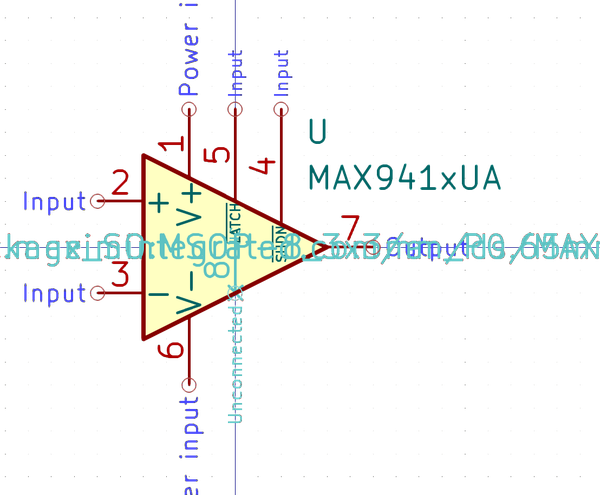 Power i
Input
Input
1
5
4
U
MAX941xUA
2
Input
+
V+
LATCH
SHDN
7
Output
3
Input
−
V-
8
6
Unconnected
er input